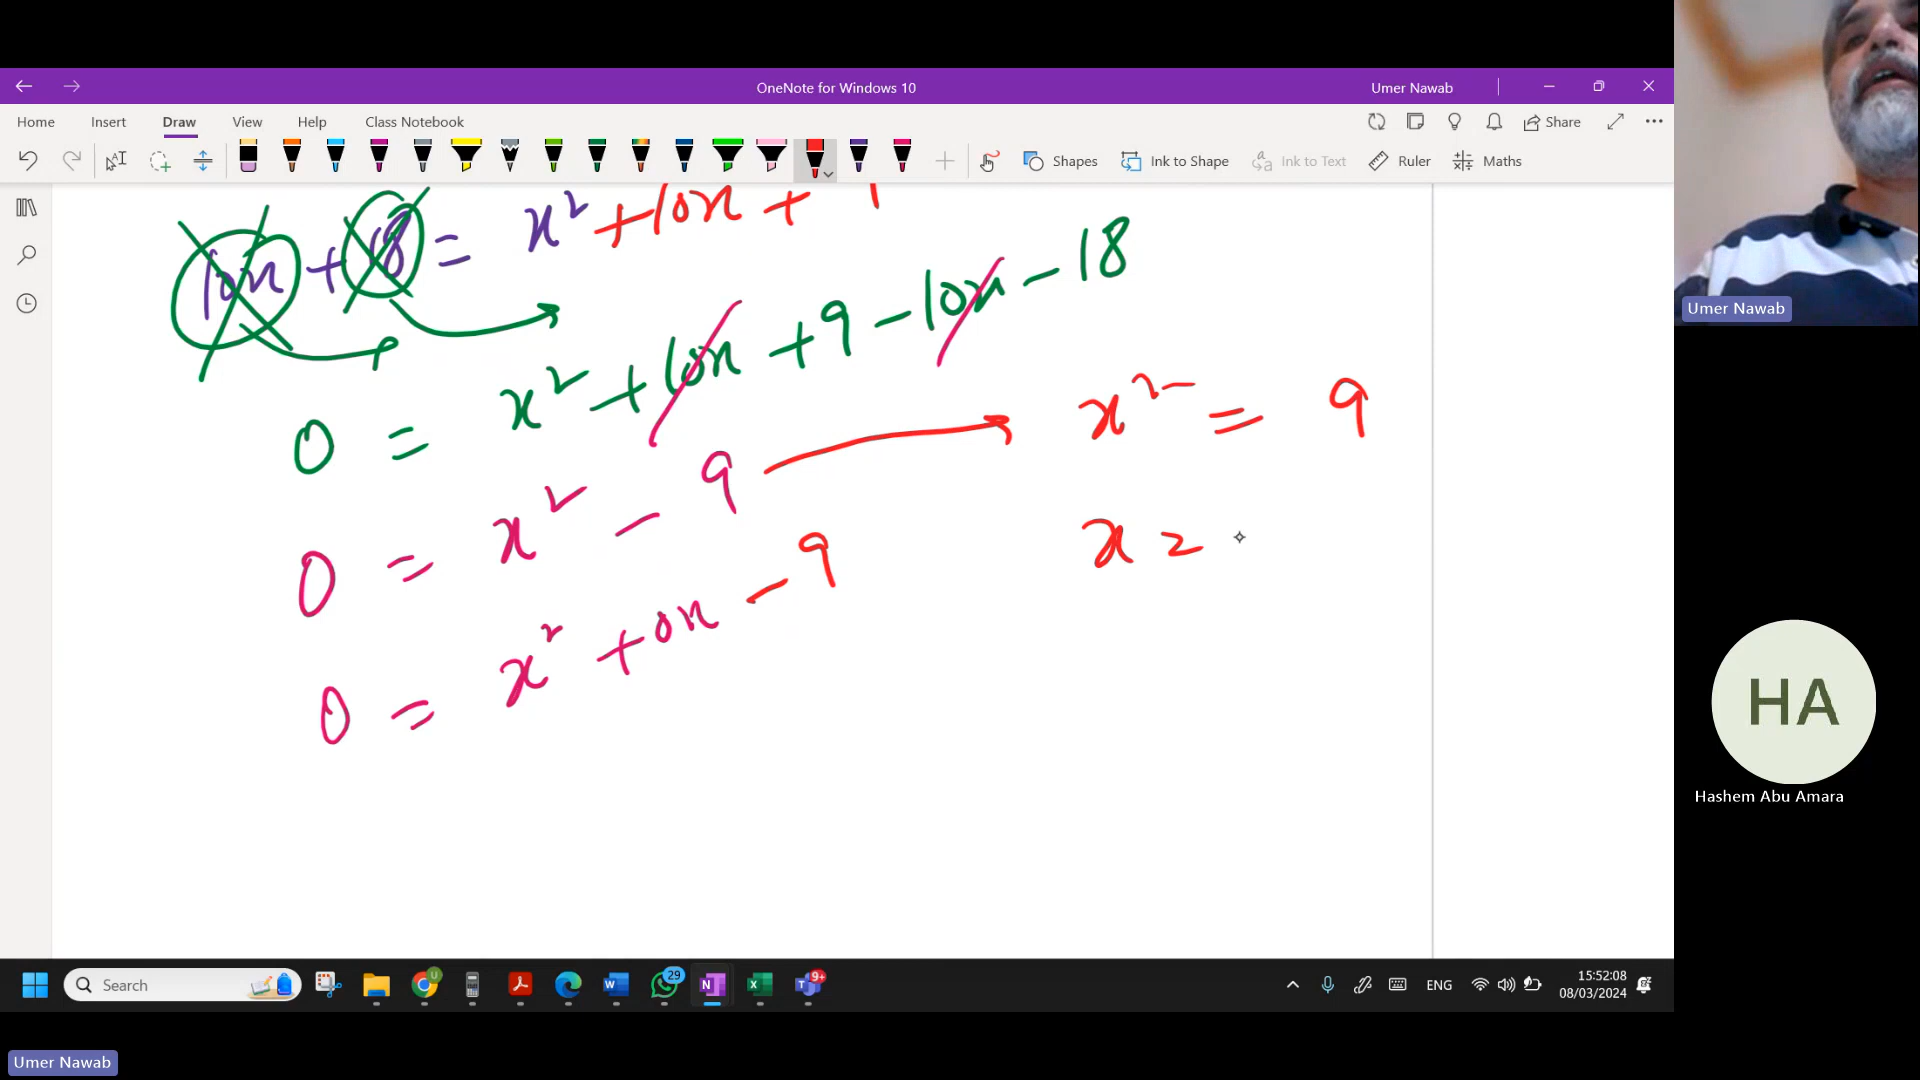 OneNote for Windows 10
Umer Nawab
Home Insert Draw View Help Class Notebook
Share
Shapes Ink to Shape Ink to Text Ruler Maths
10x + 18 = x² + 10x + 9
0 = x² + 10x + 9 - 10x - 18
0 = x² - 9
x² = 9
0 = x² + 0x - 9
x =
Umer Nawab
HA
Hashem Abu Amara
Search
29
9+
ENG
15:52:08
08/03/2024
Umer Nawab